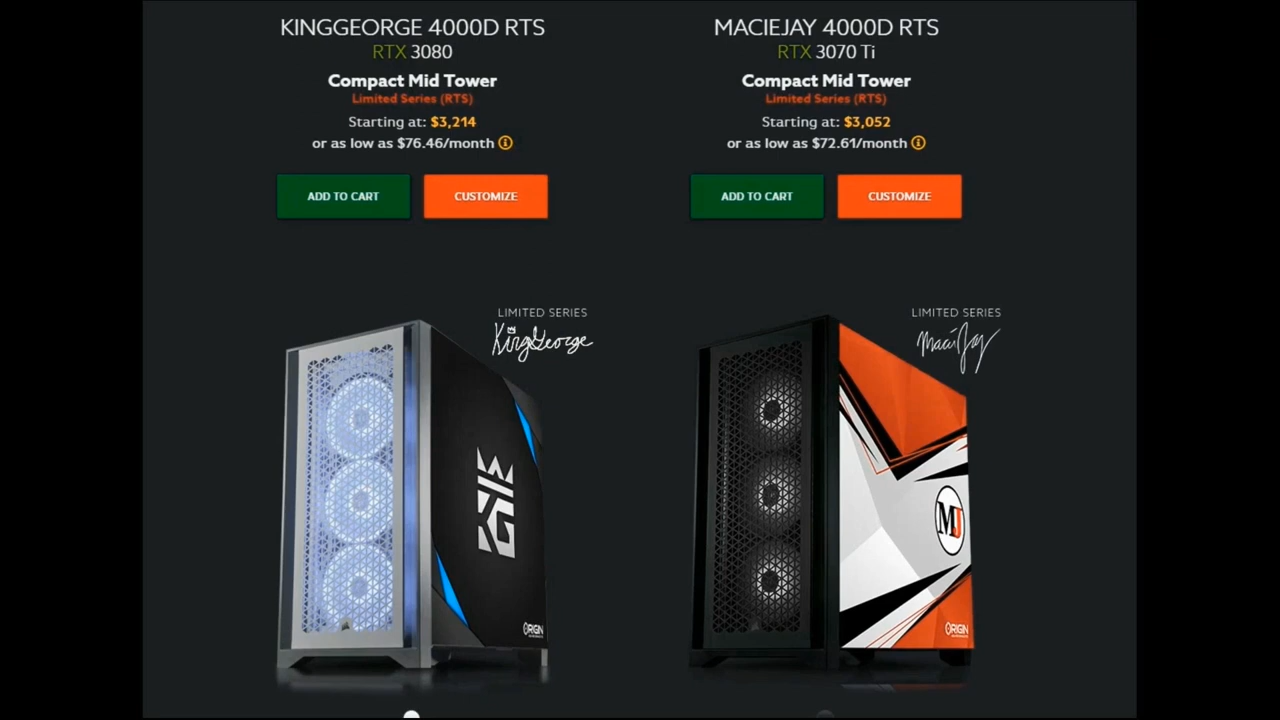 KINGGEORGE 4000D RTS
RTX 3080
Compact Mid Tower
Limited Series (RTS)
Starting at: $3,214
or as low as $76.46/month
ADD TO CART
CUSTOMIZE
LIMITED SERIES
KingGeorge
ORIGIN
MACIEJAY 4000D RTS
RTX 3070 Ti
Compact Mid Tower
Limited Series (RTS)
Starting at: $3,052
or as low as $72.61/month
ADD TO CART
CUSTOMIZE
LIMITED SERIES
MacieJay
MJ
ORIGIN